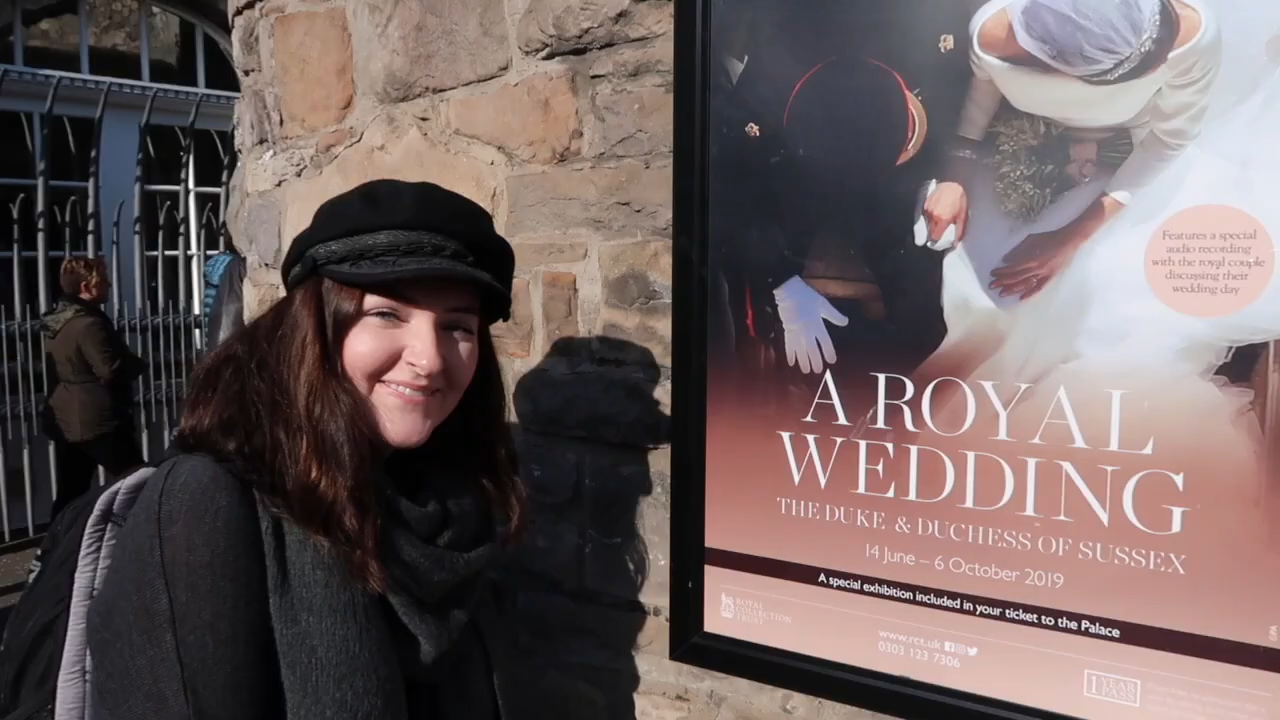 Features a special
audio recording
with the royal couple
discussing their
wedding day
A ROYAL
WEDDING
THE DUKE & DUCHESS OF SUSSEX
14 June – 6 October 2019
A special exhibition included in your ticket to the Palace
ROYAL
COLLECTION
TRUST
www.rct.uk
0303 123 7306
1 YEAR
PASS